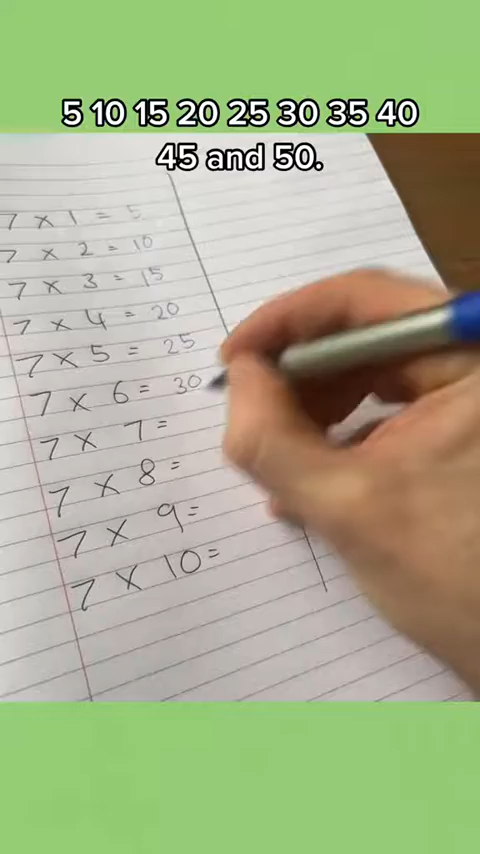 5 10 15 20 25 30 35 40
45 and 50.
7 x 1 = 5
7 x 2 = 10
7 x 3 = 15
7 x 4 = 20
7 x 5 = 25
7 x 6 = 30
7 x 7 =
7 x 8 =
7 x 9 =
7 x 10 =